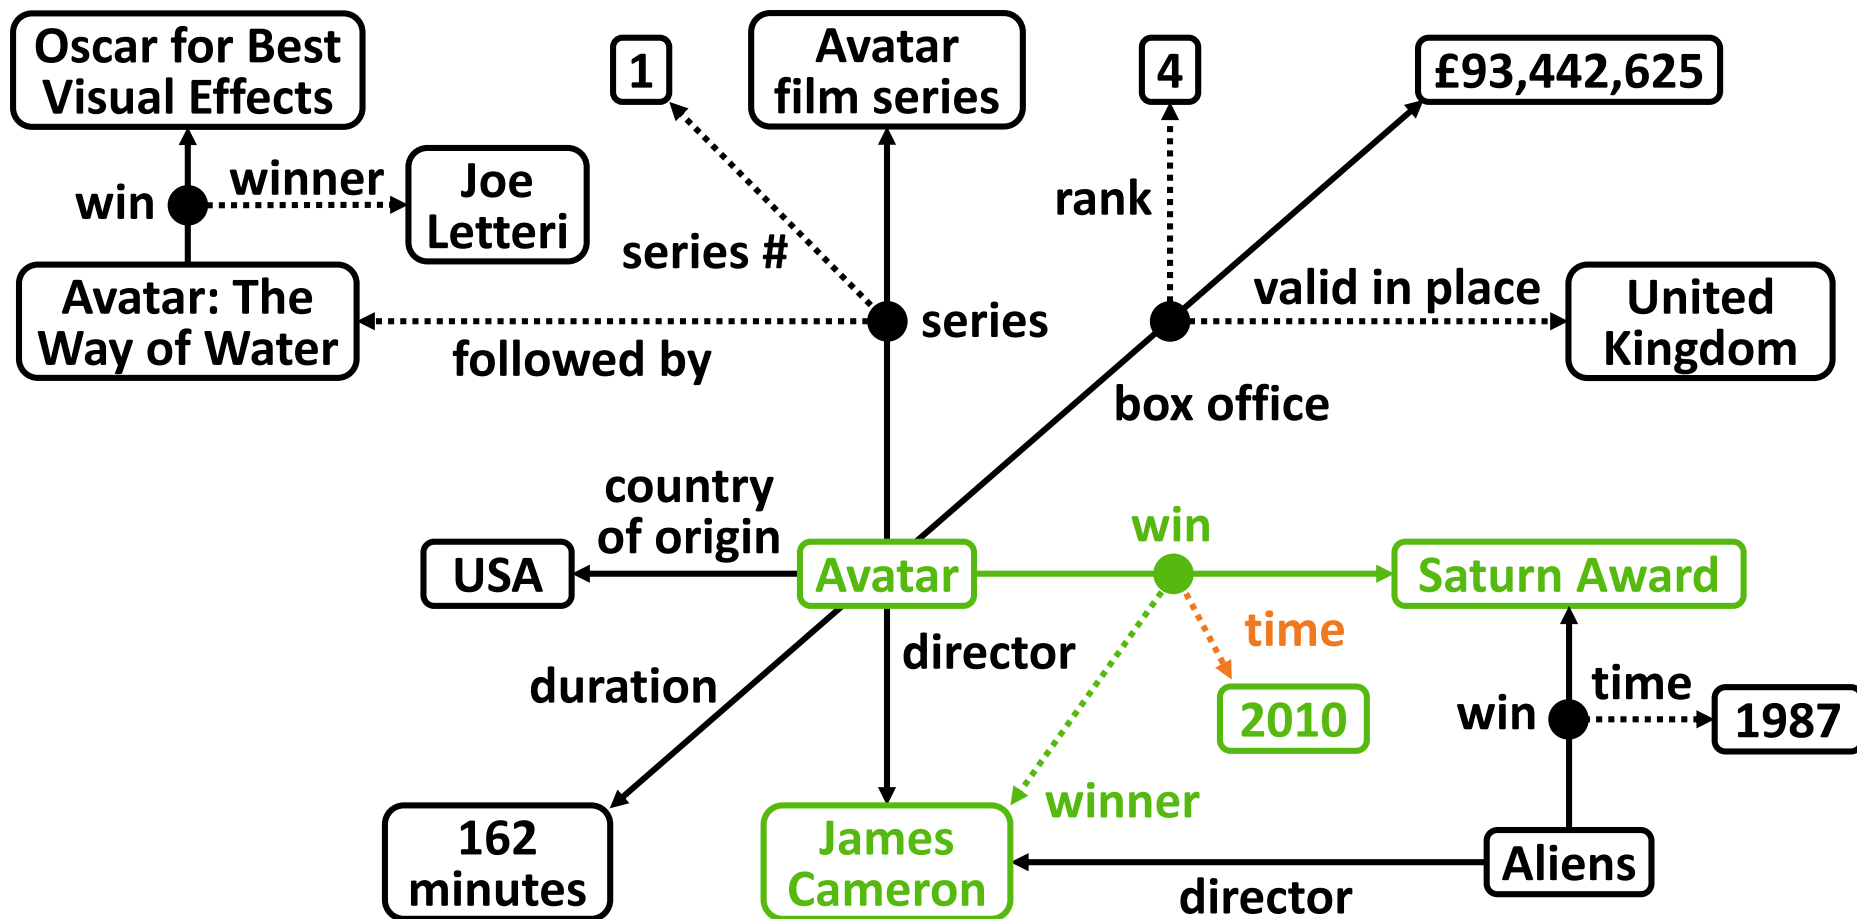 Oscar for Best
Visual Effects
1
Avatar
film series
4
£93,442,625
win
winner
Joe
Letteri
rank
series #
Avatar: The
Way of Water
followed by
series
valid in place
United
Kingdom
box office
country
of origin
win
USA
Avatar
Saturn Award
time
director
duration
2010
win
time
1987
winner
162
minutes
James
Cameron
director
Aliens